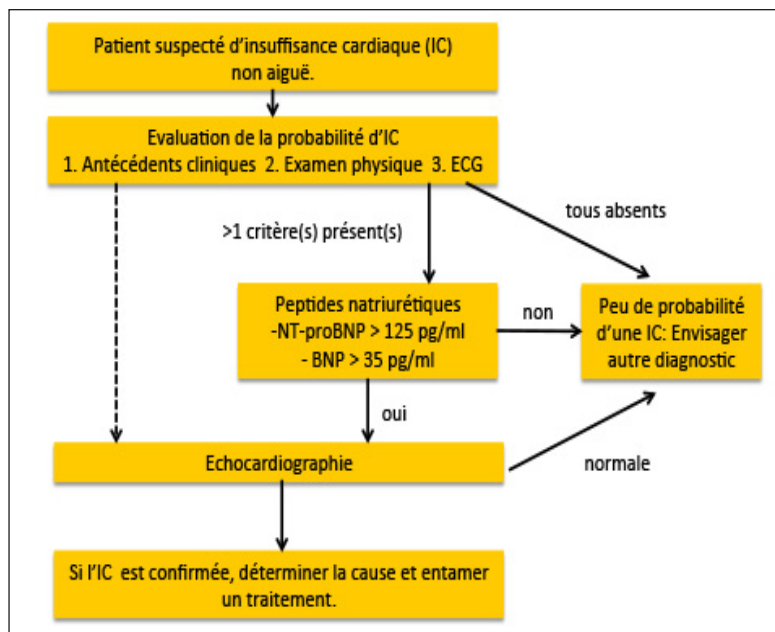 Patient suspecté d'insuffisance cardiaque (IC)
non aiguë.
Evaluation de la probabilité d'IC
1. Antécédents cliniques 2. Examen physique 3. ECG
tous absents
>1 critère(s) présent(s)
Peptides natriurétiques
-NT-proBNP > 125 pg/ml
- BNP > 35 pg/ml
non
Peu de probabilité
d'une IC: Envisager
autre diagnostic
oui
Echocardiographie
normale
Si l'IC est confirmée, déterminer la cause et entamer
un traitement.